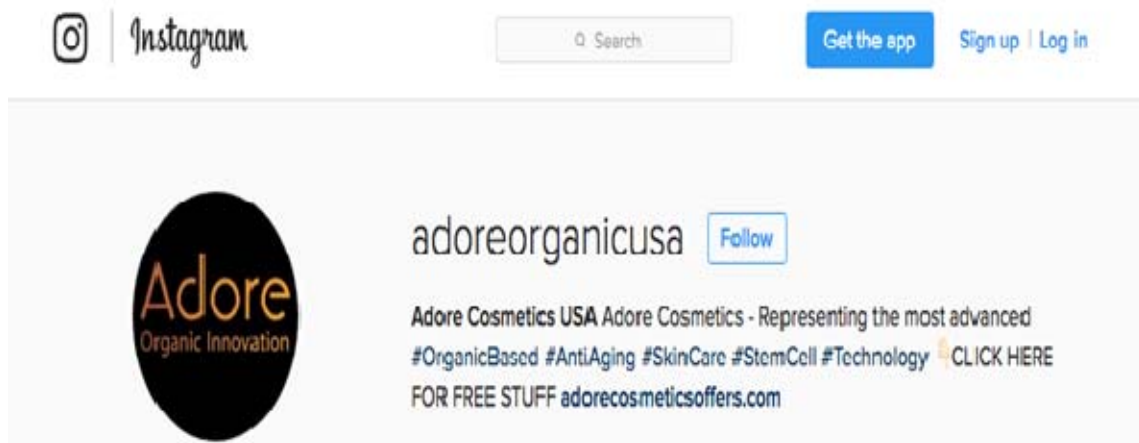 Instagram
Search
Get the app
Sign up | Log in
Adore
Organic Innovation
adoreorganicusa
Follow
Adore Cosmetics USA Adore Cosmetics - Representing the most advanced
#OrganicBased #AntiAging #SkinCare #StemCell #Technology 👇CLICK HERE
FOR FREE STUFF adorecosmeticsoffers.com